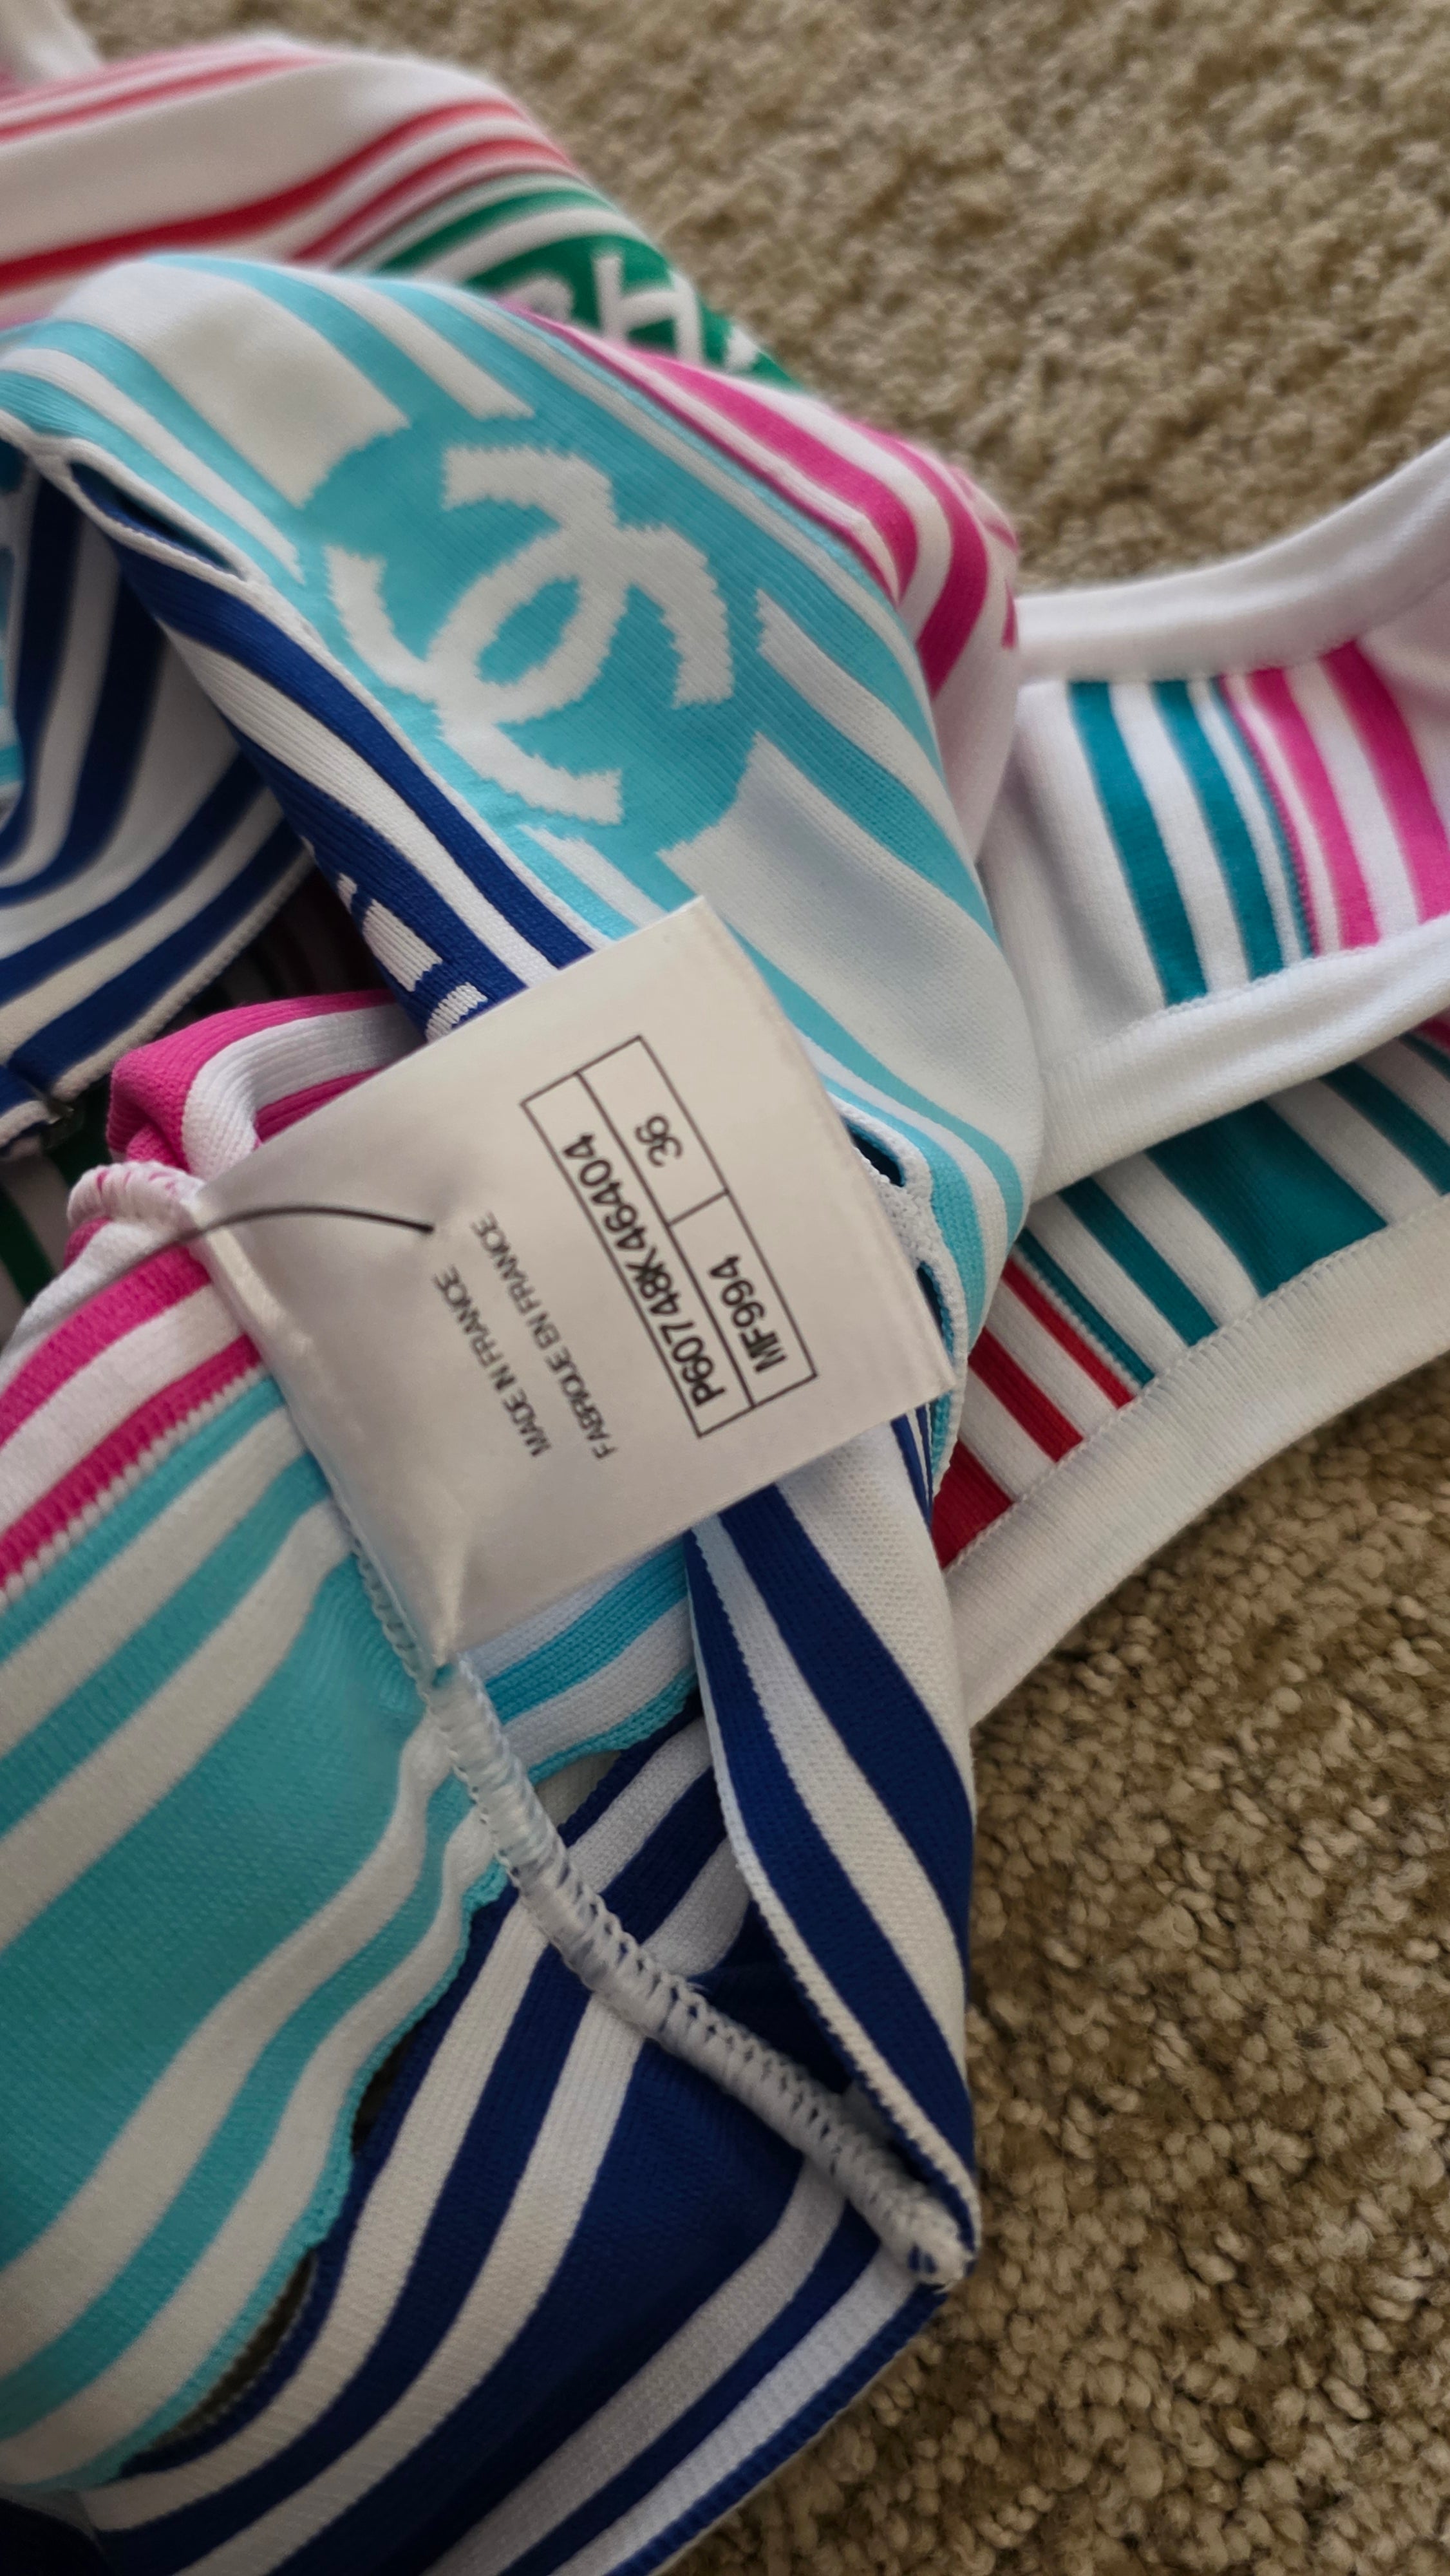 MADE IN FRANCE
FABRIQUE EN FRANCE
P60748K46404
MF994 36